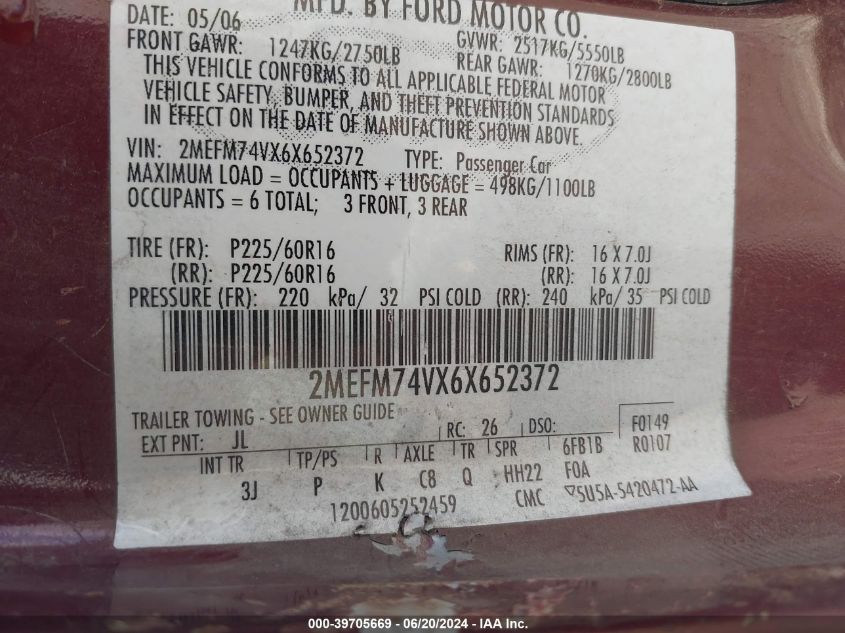 MFD. BY FORD MOTOR CO.
DATE: 05/06 GVWR: 2517KG/5550LB
FRONT GAWR: 1247KG/2750LB REAR GAWR: 1270KG/2800LB
THIS VEHICLE CONFORMS TO ALL APPLICABLE FEDERAL MOTOR
VEHICLE SAFETY, BUMPER, AND THEFT PREVENTION STANDARDS
IN EFFECT ON THE DATE OF MANUFACTURE SHOWN ABOVE.
VIN: 2MEFM74VX6X652372 TYPE: Passenger Car
MAXIMUM LOAD = OCCUPANTS + LUGGAGE = 498KG/1100LB
OCCUPANTS = 6 TOTAL; 3 FRONT, 3 REAR
TIRE (FR): P225/60R16 RIMS (FR): 16 X 7.0J
(RR): P225/60R16 (RR): 16 X 7.0J
PRESSURE (FR): 220 kPa/ 32 PSI COLD (RR): 240 kPa/ 35 PSI COLD
2MEFM74VX6X652372
TRAILER TOWING - SEE OWNER GUIDE
EXT PNT: JL RC: 26 DSO: F0149
INT TR TP/PS R AXLE TR SPR 6FB1B R0107
3J P K C8 Q HH22 FOA
1200605252459 CMC SU5A-5420472-AA
000-39705669 - 06/20/2024 - IAA Inc.